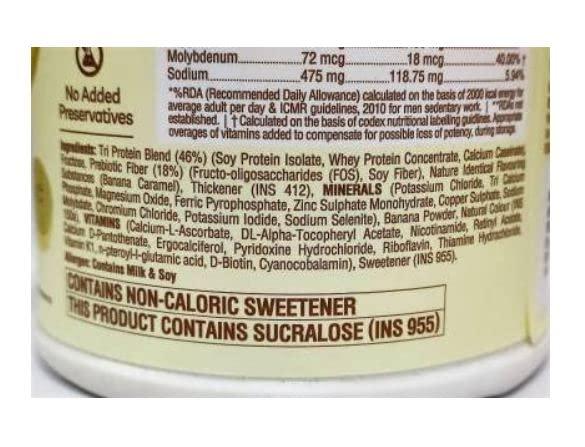 Molybdenum 72 mcg 18 mcg 40.00% †
Sodium 475 mg 118.75 mg 5.94%
*%RDA (Recommended Daily Allowance) calculated on the basis of 2000 kcal energy for
average adult per day & ICMR guidelines, 2010 for men sedentary work. | **RDAs not
established. | † Calculated on the basis of codex nutritional labelling guidlines. Appropriate
overages of vitamins added to compensate for possible loss of potency, during storage.
No Added
Preservatives
Ingredients: Tri Protein Blend (46%) (Soy Protein Isolate, Whey Protein Concentrate, Calcium Caseinate),
Fructose, Prebiotic Fiber (18%) (Fructo-oligosaccharides (FOS), Soy Fiber), Nature Identical Flavouring
Substances (Banana Caramel), Thickener (INS 412), MINERALS (Potassium Chloride, Tri Calcium
Phosphate, Magnesium Oxide, Ferric Pyrophosphate, Zinc Sulphate Monohydrate, Copper Sulphate, Sodium
Molybdate, Chromium Chloride, Potassium Iodide, Sodium Selenite), Banana Powder, Natural Colour (INS
VITAMINS (Calcium-L-Ascorbate, DL-Alpha-Tocopheryl Acetate, Nicotinamide, Retinyl Acetate,
Calcium D-Pantothenate, Ergocalciferol, Pyridoxine Hydrochloride, Riboflavin, Thiamine Hydrochloride,
Vitamin K1, n-pteroyl-l-glutamic acid, D-Biotin, Cyanocobalamin), Sweetener (INS 955).
Allergen: Contains Milk & Soy
CONTAINS NON-CALORIC SWEETENER
THIS PRODUCT CONTAINS SUCRALOSE (INS 955)